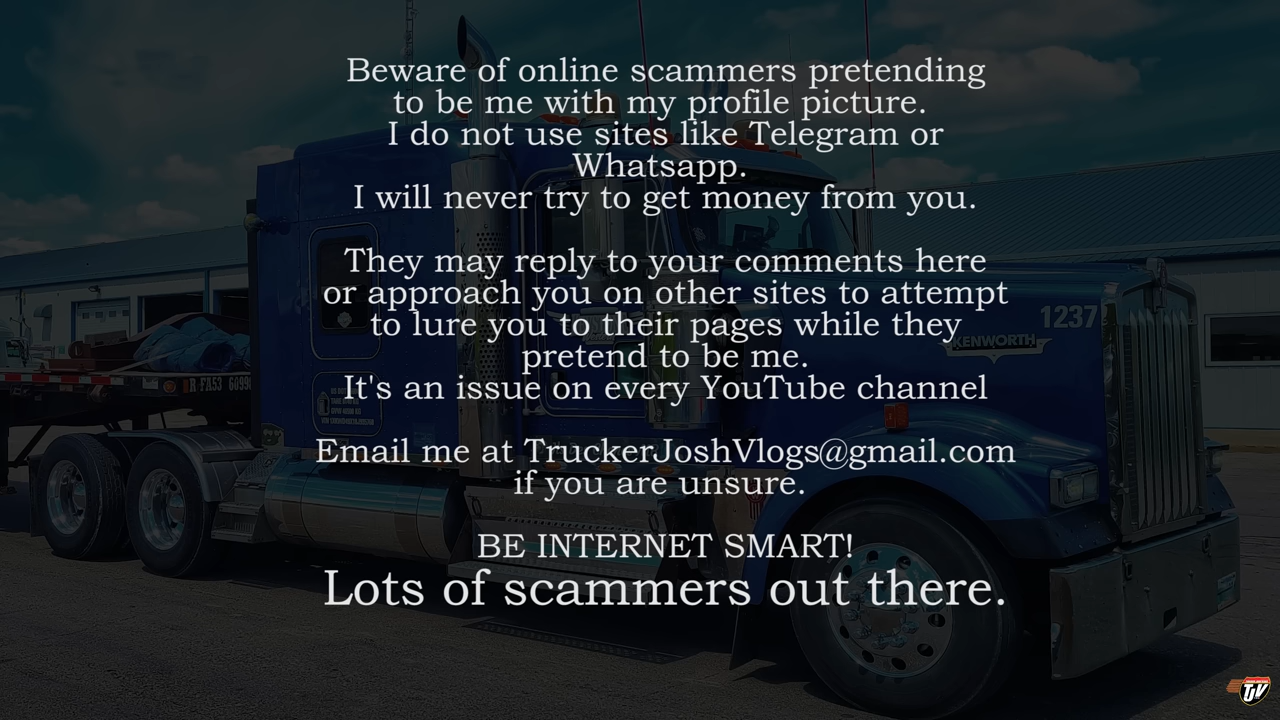 Beware of online scammers pretending
to be me with my profile picture.
I do not use sites like Telegram or
Whatsapp.
I will never try to get money from you.
They may reply to your comments here
or approach you on other sites to attempt
to lure you to their pages while they
pretend to be me.
It's an issue on every YouTube channel
Email me at TruckerJoshVlogs@gmail.com
if you are unsure.
BE INTERNET SMART!
Lots of scammers out there.
1237
KENWORTH